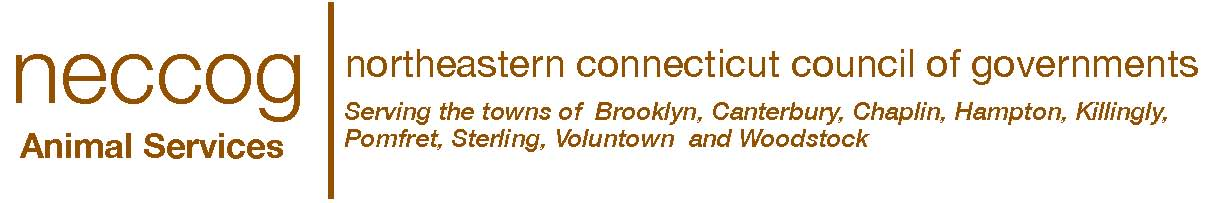 neccog
Animal Services
northeastern connecticut council of governments
Serving the towns of  Brooklyn, Canterbury, Chaplin, Hampton, Killingly,
Pomfret, Sterling, Voluntown  and Woodstock